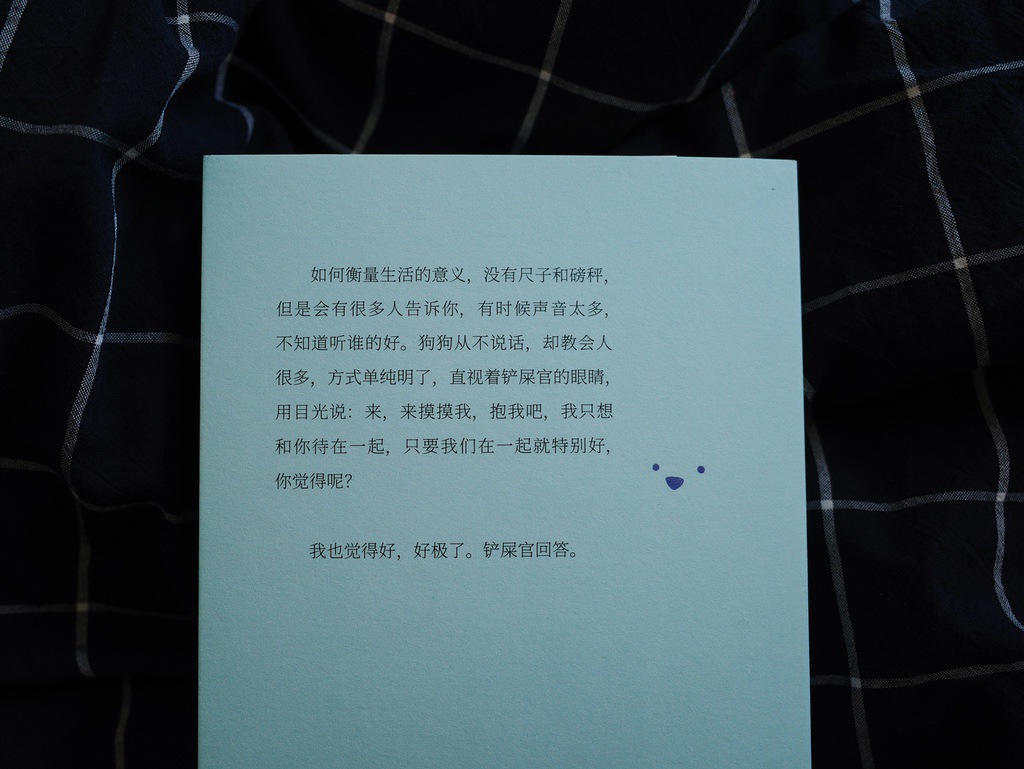 如何衡量生活的意义，没有尺子和磅秤，
但是会有很多人告诉你，有时候声音太多，
不知道听谁的好。狗狗从不说话，却教会人
很多，方式单纯明了，直视着铲屎官的眼睛，
用目光说：来，来摸摸我，抱我吧，我只想
和你待在一起，只要我们在一起就特别好，
你觉得呢？
我也觉得好，好极了。铲屎官回答。